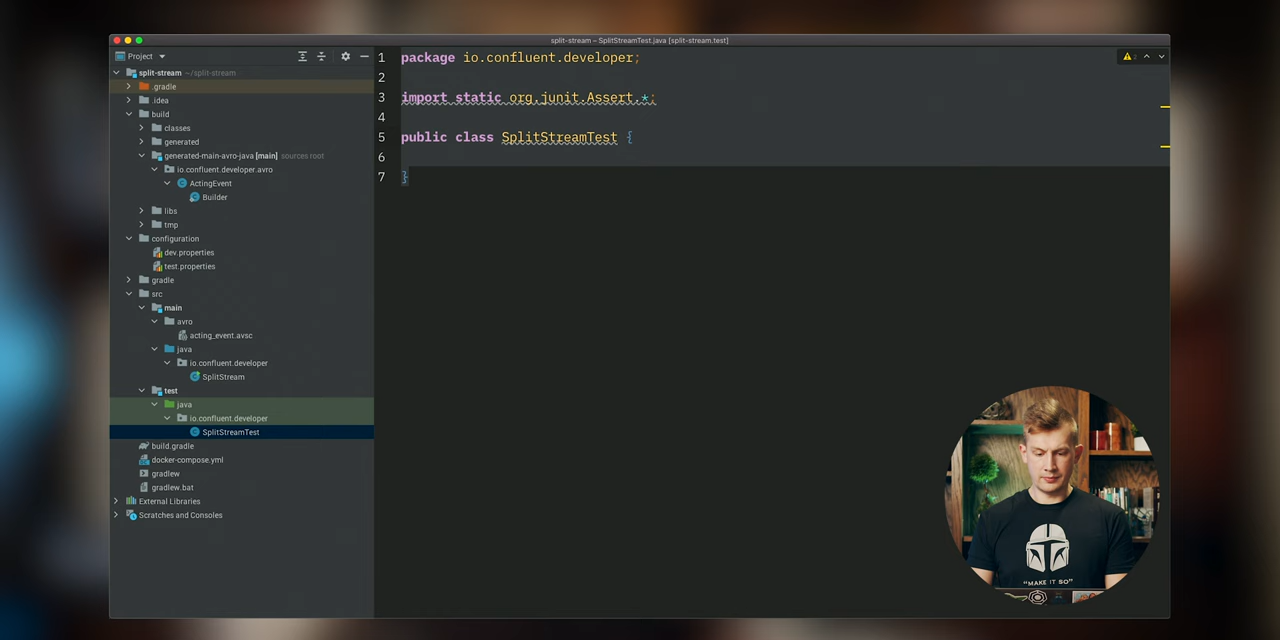 split-stream – SplitStreamTest.java [split-stream.test]
Project
split-stream ~/split-stream
.gradle
.idea
build
classes
generated
generated-main-avro-java [main] sources root
io.confluent.developer.avro
ActingEvent
Builder
libs
tmp
configuration
dev.properties
test.properties
gradle
src
main
avro
acting_event.avsc
java
io.confluent.developer
SplitStream
test
java
io.confluent.developer
SplitStreamTest
build.gradle
docker-compose.yml
gradlew
gradlew.bat
External Libraries
Scratches and Consoles
1 package io.confluent.developer;
2
3 import static org.junit.Assert.*;
4
5 public class SplitStreamTest {
6
7 }
2
"MAKE IT SO"